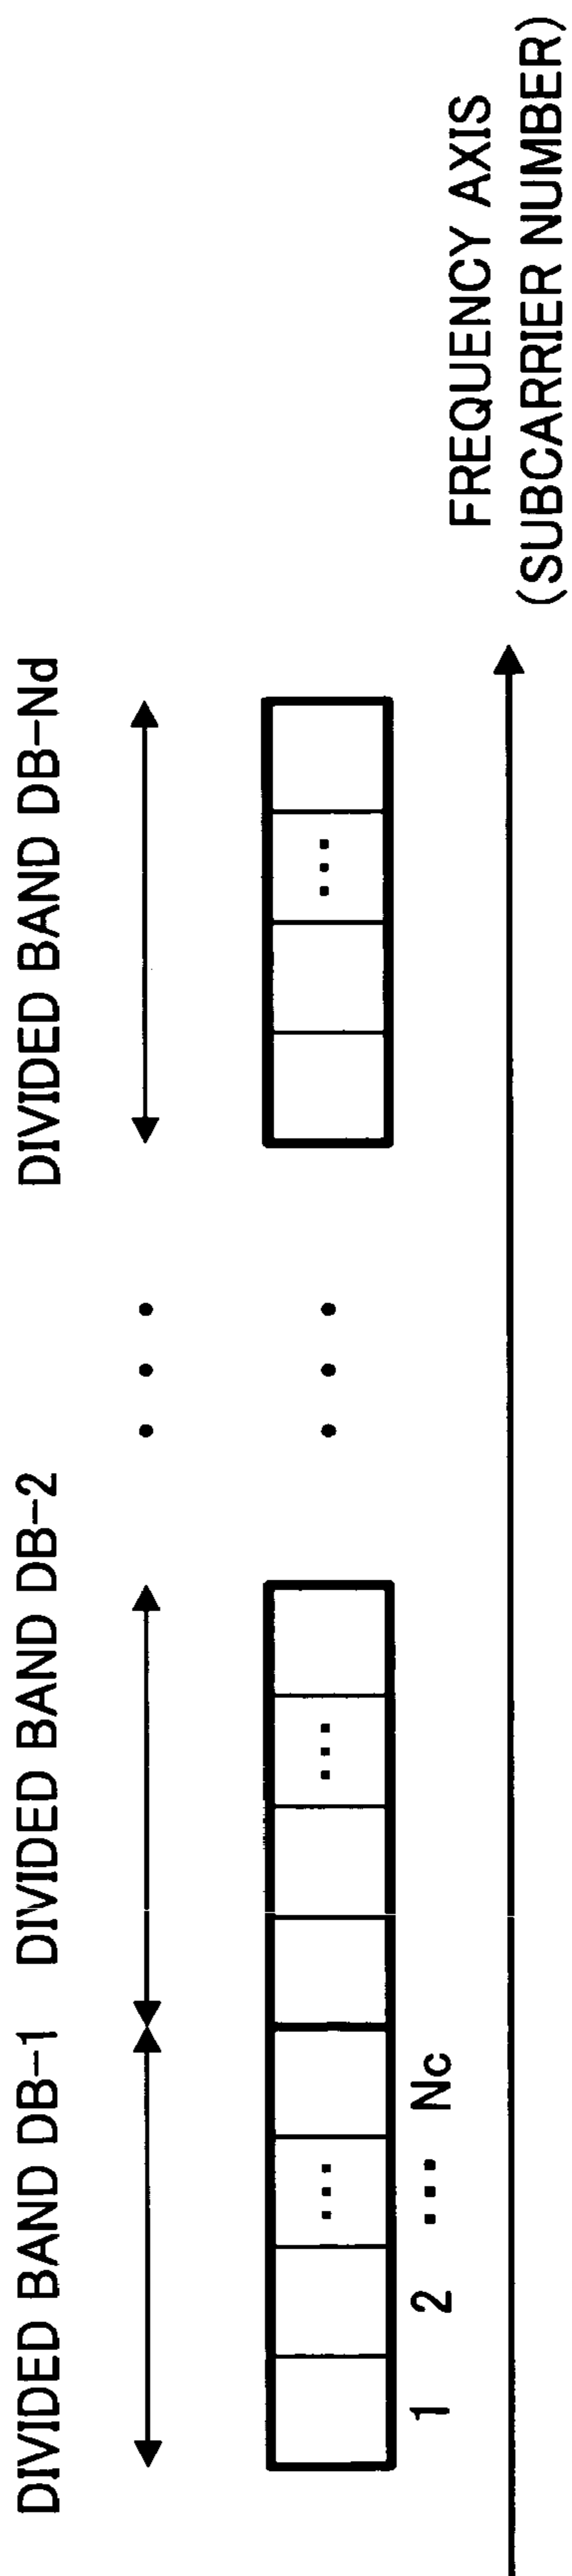 DIVIDED BAND DB-1 DIVIDED BAND DB-2 DIVIDED BAND DB-Nd
• • •
... ... • • • ...
1 2 ... Nc
FREQUENCY AXIS
(SUBCARRIER NUMBER)